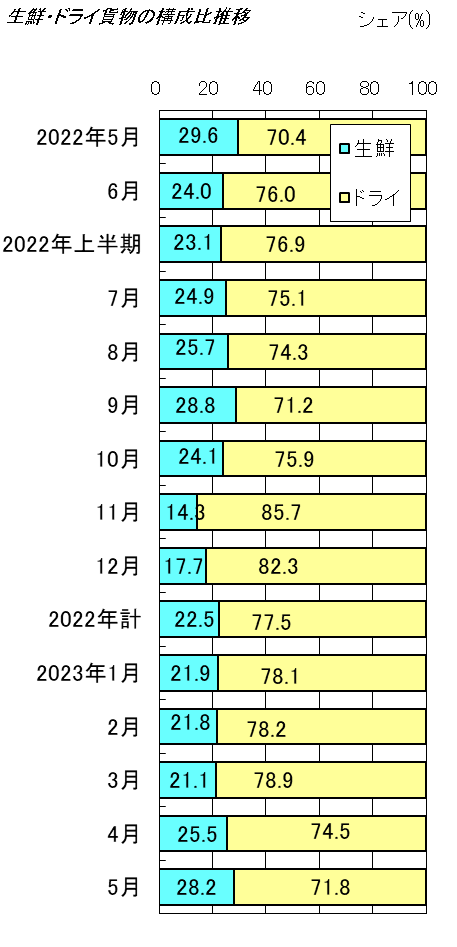 生鮮・ドライ貨物の構成比推移
シェア(%)
0 20 40 60 80 100
2022年5月 29.6 70.4
生鮮
6月 24.0 76.0
ドライ
2022年上半期 23.1 76.9
7月 24.9 75.1
8月 25.7 74.3
9月 28.8 71.2
10月 24.1 75.9
11月 14.3 85.7
12月 17.7 82.3
2022年計 22.5 77.5
2023年1月 21.9 78.1
2月 21.8 78.2
3月 21.1 78.9
4月 25.5 74.5
5月 28.2 71.8